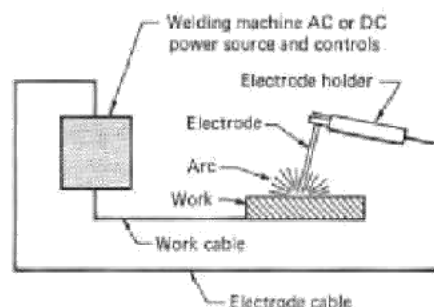 Welding machine AC or DC
power source and controls
Electrode holder
Electrode
Arc
Work
Work cable
Electrode cable